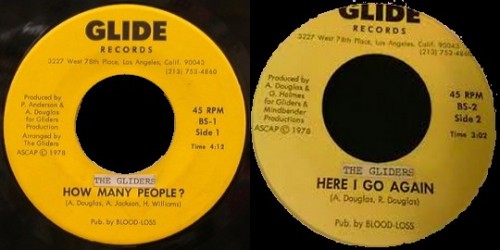 GLIDE
RECORDS
3227 West 78th Place, Los Angeles, Calif. 90043
(213) 753-4860
Produced by
P. Anderson & A.
Douglas for
Gliders Production
Arranged by
The Gliders
ASCAP © 1978
45 RPM
BS-1
Side 1
Time 4:12
THE GLIDERS
HOW MANY PEOPLE?
(A. Douglas, A. Jackson, H. Williams)
Pub. by BLOOD-LOSS
GLIDE
RECORDS
3227 West 78th Place, Los Angeles, Calif. 90043
(213) 753-4860
Produced by
A. Douglas &
G. Holmes
for Gliders &
Mindbender
Productions
ASCAP © 1978
45 RPM
BS-2
Side 2
Time 3:02
THE GLIDERS
HERE I GO AGAIN
(A. Douglas, R. Douglas)
Pub. by BLOOD-LOSS